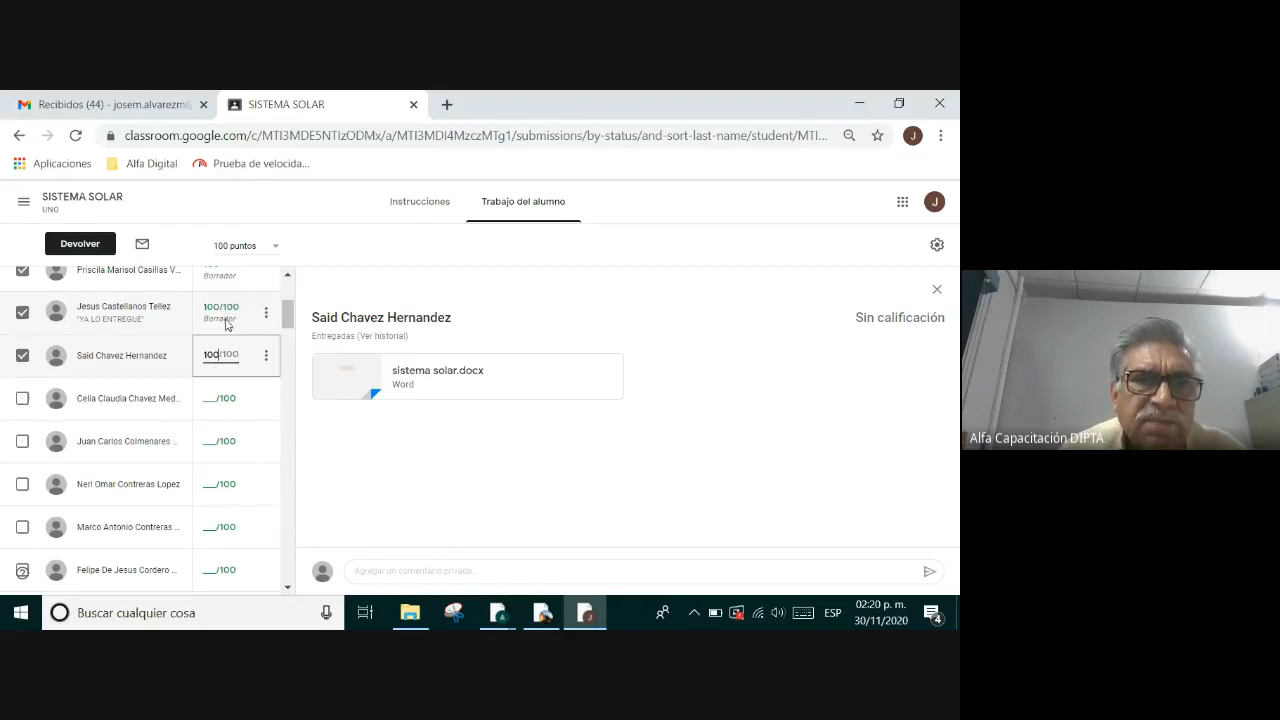 Recibidos (44) - josem.alvarezm@
SISTEMA SOLAR
classroom.google.com/c/MTI3MDE5NTIzODMx/a/MTI3MDI4MzczMTg1/submissions/by-status/and-sort-last-name/student/MTI...
J
Aplicaciones
Alfa Digital
Prueba de velocida...
SISTEMA SOLAR
UNO
Instrucciones
Trabajo del alumno
J
Devolver
100 puntos
Priscila Marisol Casillas V...
Borrador
Jesus Castellanos Tellez
100/100
"YA LO ENTREGUE"
Borrador
Said Chavez Hernandez
100/100
Celia Claudia Chavez Med...
__/100
Juan Carlos Colmenares ...
__/100
Neri Omar Contreras Lopez
__/100
Marco Antonio Contreras ...
__/100
Felipe De Jesus Cordero ...
__/100
Said Chavez Hernandez
Sin calificación
Entregadas (Ver historial)
sistema solar.docx
Word
Agregar un comentario privado...
Alfa Capacitación DIPTA
Buscar cualquier cosa
ESP
02:20 p. m.
30/11/2020
4